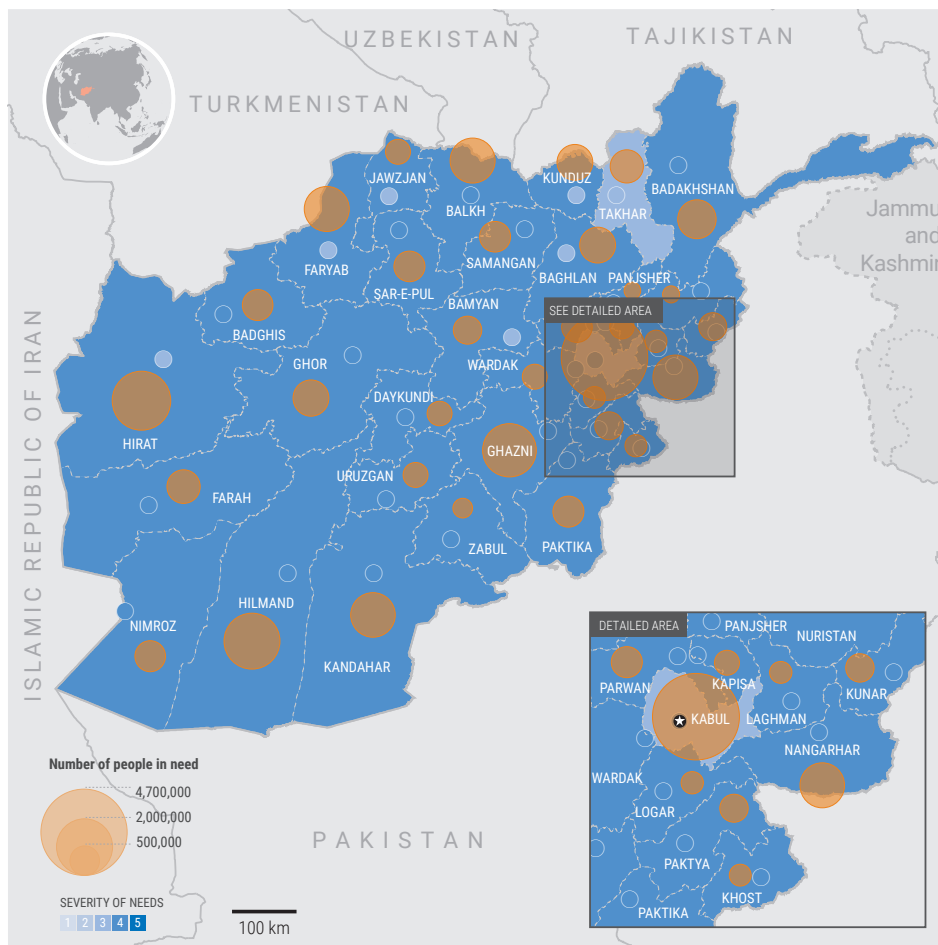 UZBEKISTAN
TAJIKISTAN
TURKMENISTAN
JAWZJAN
KUNDUZ
BADAKHSHAN
BALKH
TAKHAR
Jammu
and
Kashmir
FARYAB
SAMANGAN
BAGHLAN
PANJSHER
SAR-E-PUL
BAMYAN
SEE DETAILED AREA
BADGHIS
GHOR
WARDAK
DAYKUNDI
ISLAMIC REPUBLIC OF IRAN
HIRAT
GHAZNI
URUZGAN
FARAH
ZABUL
PAKTIKA
HILMAND
NIMROZ
KANDAHAR
DETAILED AREA
PANJSHER
NURISTAN
PARWAN
KAPISA
KUNAR
KABUL
LAGHMAN
NANGARHAR
WARDAK
LOGAR
PAKTYA
KHOST
PAKTIKA
Number of people in need
4,700,000
2,000,000
500,000
PAKISTAN
SEVERITY OF NEEDS
1 2 3 4 5
100 km